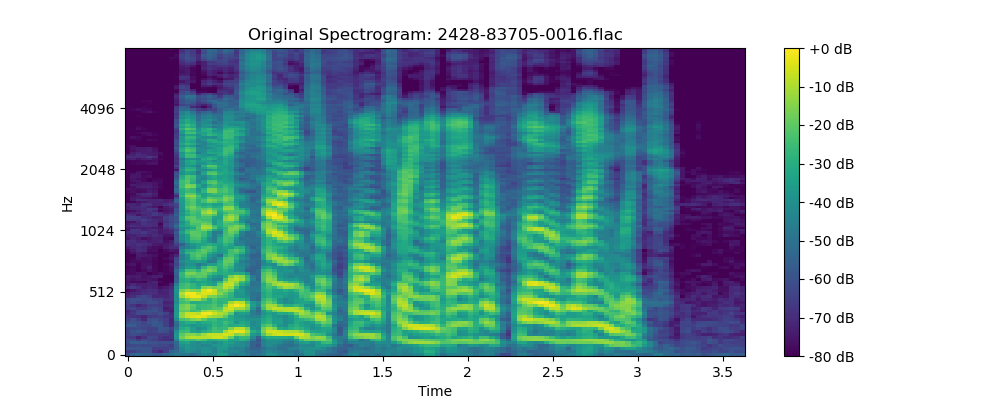 Original Spectrogram: 2428-83705-0016.flac
Hz
4096
2048
1024
512
0
0 0.5 1 1.5 2 2.5 3 3.5
Time
+0 dB
-10 dB
-20 dB
-30 dB
-40 dB
-50 dB
-60 dB
-70 dB
-80 dB